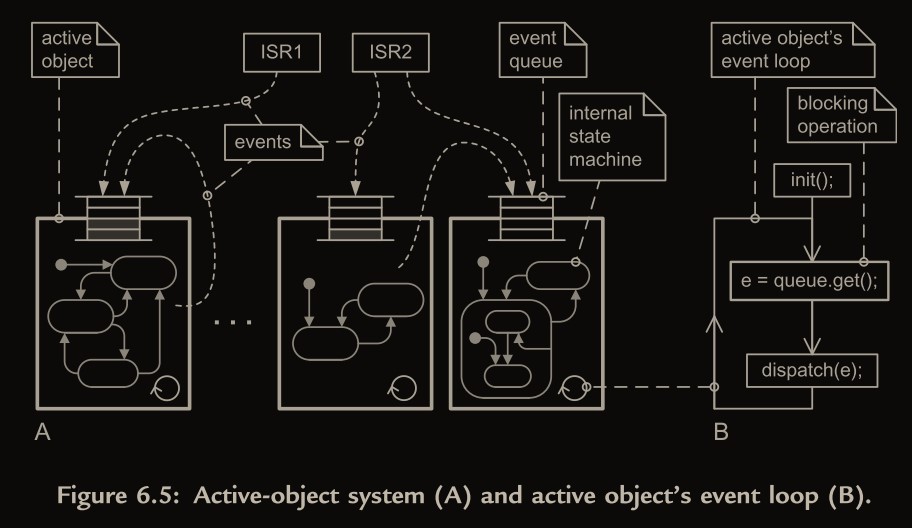 active
object
ISR1
ISR2
event
queue
active object's
event loop
events
internal
state
machine
blocking
operation
init();
e = queue.get();
dispatch(e);
. . .
A
B
Figure 6.5: Active-object system (A) and active object's event loop (B).